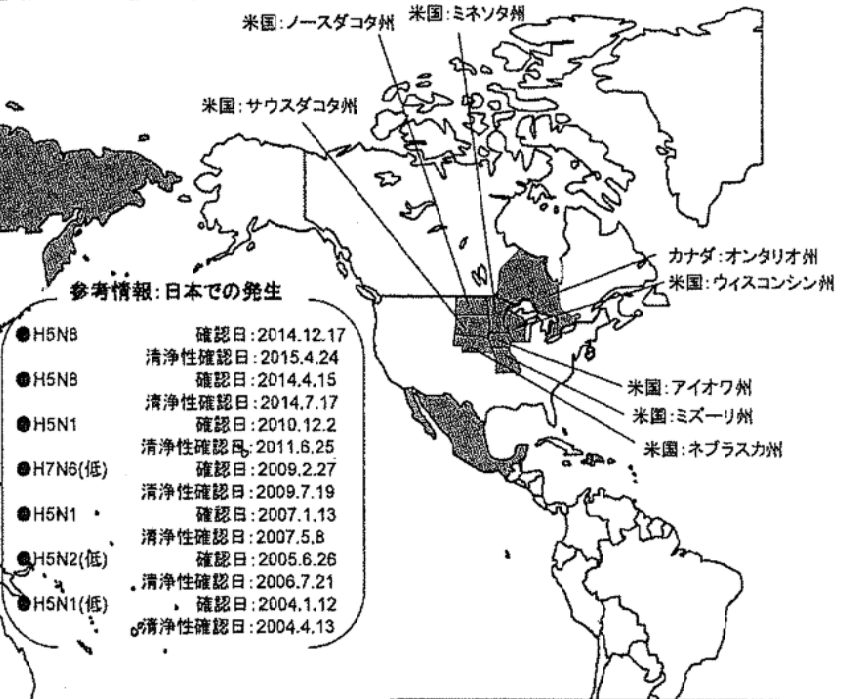 米国:ノースダコタ州
米国:ミネソタ州
米国:サウスダコタ州
カナダ:オンタリオ州
米国:ウィスコンシン州
米国:アイオワ州
米国:ミズーリ州
米国:ネブラスカ州
参考情報:日本での発生
●H5N8 確認日:2014.12.17
清浄性確認日:2015.4.24
●H5N8 確認日:2014.4.15
清浄性確認日:2014.7.17
●H5N1 確認日:2010.12.2
清浄性確認日:2011.6.25
●H7N6(低) 確認日:2009.2.27
清浄性確認日:2009.7.19
●H5N1 確認日:2007.1.13
清浄性確認日:2007.5.8
●H5N2(低) 確認日:2005.6.26
清浄性確認日:2006.7.21
●H5N1(低) 確認日:2004.1.12
清浄性確認日:2004.4.13